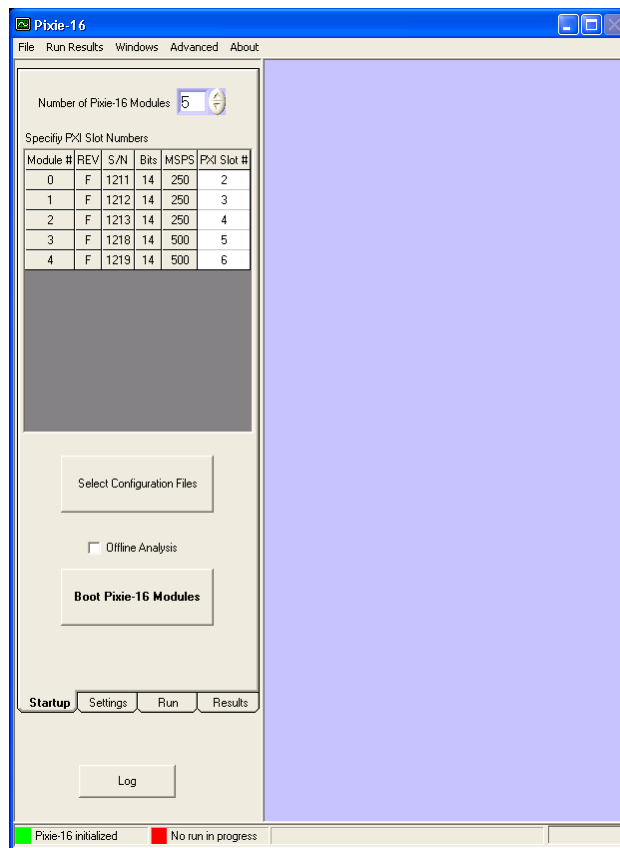 Pixie-16
File Run Results Windows Advanced About
Number of Pixie-16 Modules 5
Specifiy PXI Slot Numbers
Module # REV S/N Bits MSPS PXI Slot #
0 F 1211 14 250 2
1 F 1212 14 250 3
2 F 1213 14 250 4
3 F 1218 14 500 5
4 F 1219 14 500 6
Select Configuration Files
Offline Analysis
Boot Pixie-16 Modules
Startup Settings Run Results
Log
Pixie-16 initialized No run in progress